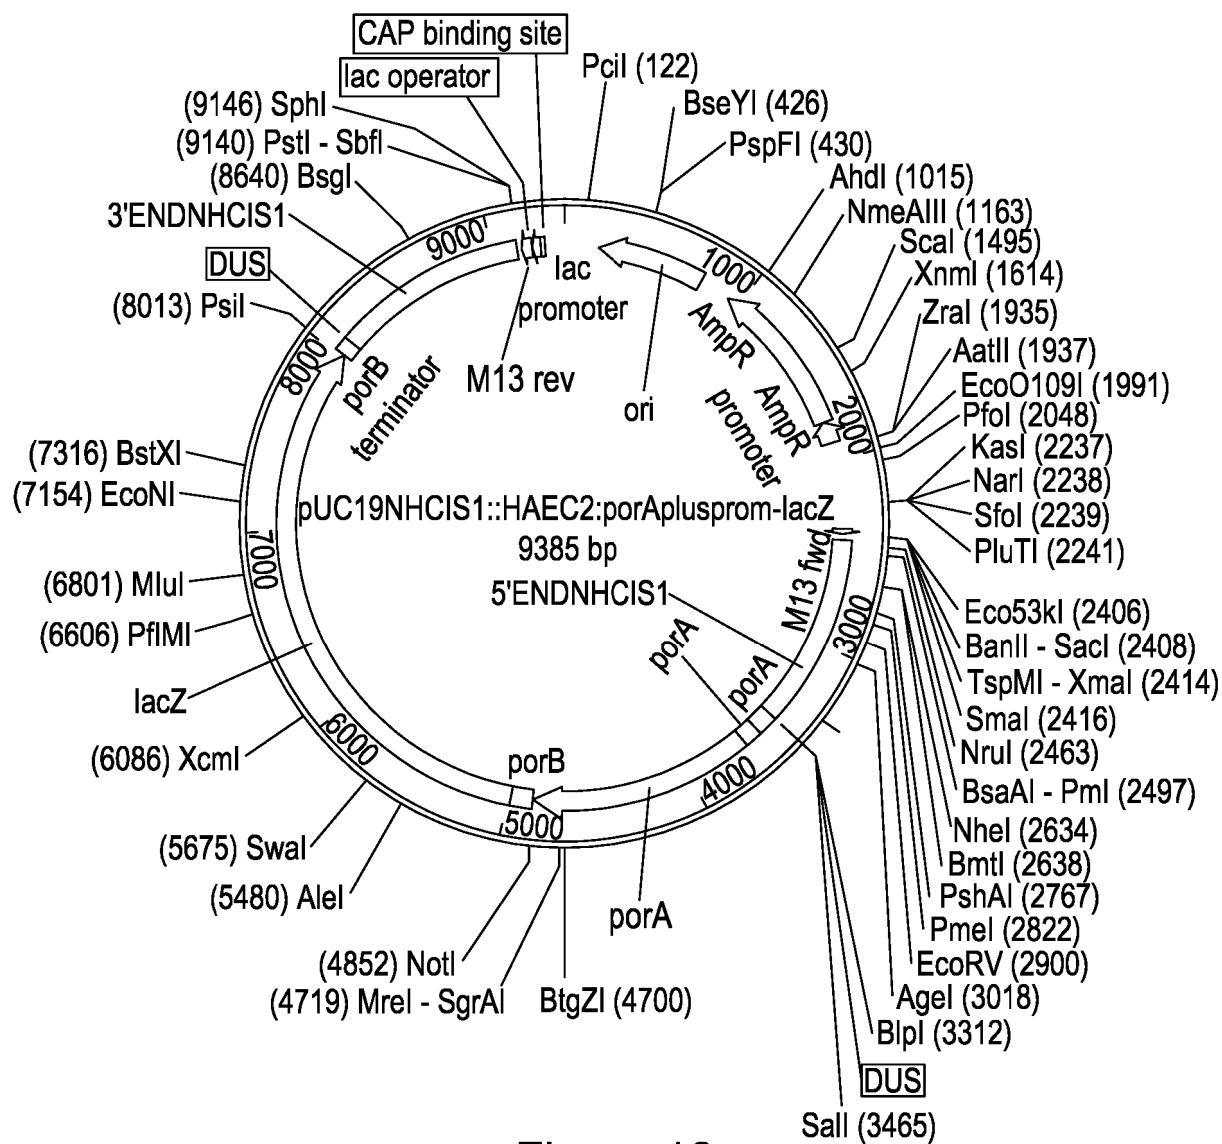 CAP binding site
lac operator
PciI (122)
BseYI (426)
PspFI (430)
AhdI (1015)
NmeAIII (1163)
ScaI (1495)
XnmI (1614)
ZraI (1935)
AatII (1937)
EcoO109I (1991)
PfoI (2048)
KasI (2237)
NarI (2238)
SfoI (2239)
PluTI (2241)
Eco53kI (2406)
BanII - SacI (2408)
TspMI - XmaI (2414)
SmaI (2416)
NruI (2463)
BsaAI - PmI (2497)
NheI (2634)
BmtI (2638)
PshAI (2767)
PmeI (2822)
EcoRV (2900)
AgeI (3018)
BlpI (3312)
DUS
SalI (3465)
BtgZI (4700)
(4719) MreI - SgrAI
(4852) NotI
(5480) AleI
(5675) SwaI
(6086) XcmI
lacZ
(6606) PflMI
(6801) MluI
(7154) EcoNI
(7316) BstXI
(8013) PsiI
DUS
3'ENDNHCIS1
(8640) BsgI
(9140) PstI - SbfI
(9146) SphI
1000
2000
3000
4000
5000
6000
7000
8000
9000
lac
promoter
M13 rev
ori
AmpR
AmpR
promoter
porB
terminator
pUC19NHCIS1::HAEC2:porAplusprom-lacZ
9385 bp
5'ENDNHCIS1
M13 fwd
porA
porA
porB
porA